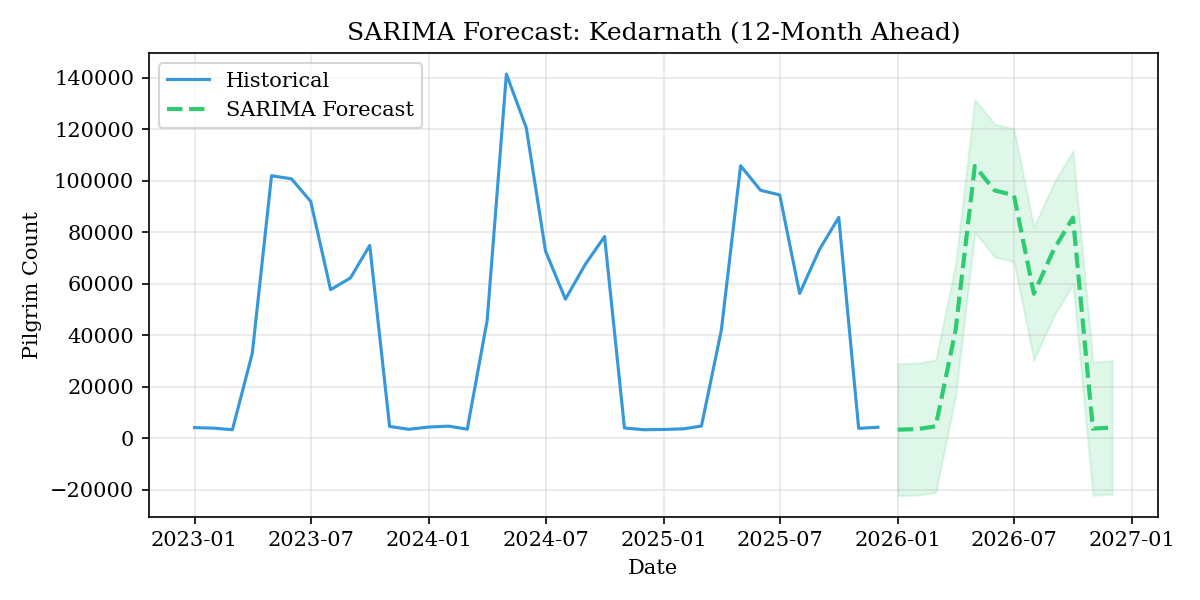 SARIMA Forecast: Kedarnath (12-Month Ahead)
Historical
SARIMA Forecast
Pilgrim Count
140000
120000
100000
80000
60000
40000
20000
0
−20000
2023-01 2023-07 2024-01 2024-07 2025-01 2025-07 2026-01 2026-07 2027-01
Date